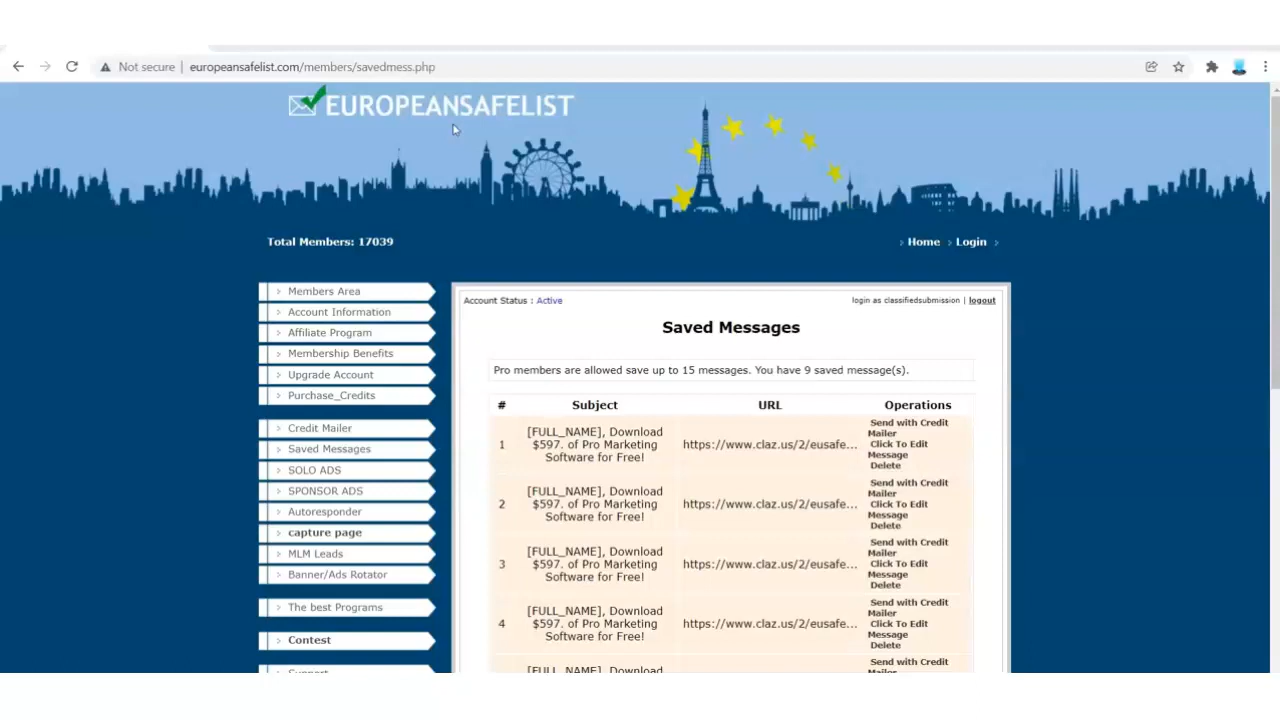 Not secure | europeansafelist.com/members/savedmess.php
EUROPEANSAFELIST
Total Members: 17039
Home
Login
Members Area
Account Information
Affiliate Program
Membership Benefits
Upgrade Account
Purchase_Credits
Credit Mailer
Saved Messages
SOLO ADS
SPONSOR ADS
Autoresponder
capture page
MLM Leads
Banner/Ads Rotator
The best Programs
Contest
Support
Account Status : Active
login as classifiedsubmission | logout
Saved Messages
Pro members are allowed save up to 15 messages. You have 9 saved message(s).
# Subject URL Operations
1
[FULL_NAME], Download
$597. of Pro Marketing
Software for Free!
https://www.claz.us/2/eusafe...
Send with Credit
Mailer
Click To Edit
Message
Delete
2
[FULL_NAME], Download
$597. of Pro Marketing
Software for Free!
https://www.claz.us/2/eusafe...
Send with Credit
Mailer
Click To Edit
Message
Delete
3
[FULL_NAME], Download
$597. of Pro Marketing
Software for Free!
https://www.claz.us/2/eusafe...
Send with Credit
Mailer
Click To Edit
Message
Delete
4
[FULL_NAME], Download
$597. of Pro Marketing
Software for Free!
https://www.claz.us/2/eusafe...
Send with Credit
Mailer
Click To Edit
Message
Delete
[FULL_NAME], Download
Send with Credit
Mailer